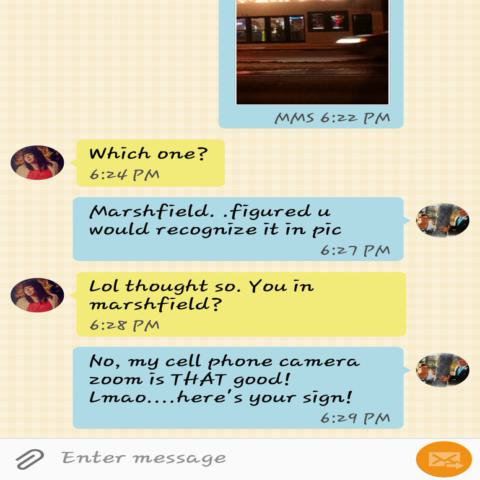 MMS 6:22 PM
Which one?
6:24 PM
Marshfield. .figured u
would recognize it in pic
6:27 PM
Lol thought so. You in
marshfield?
6:28 PM
No, my cell phone camera
zoom is THAT good!
Lmao....here's your sign!
6:29 PM
Enter message